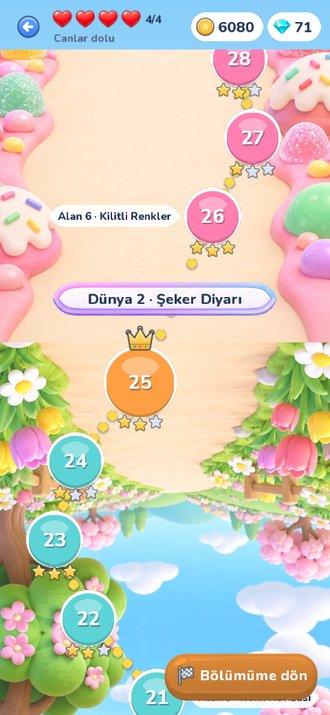 4/4
6080
71
Canlar dolu
28
27
Alan 6 · Kilitli Renkler
26
Dünya 2 · Şeker Diyarı
25
24
23
22
Bölümüme dön
21